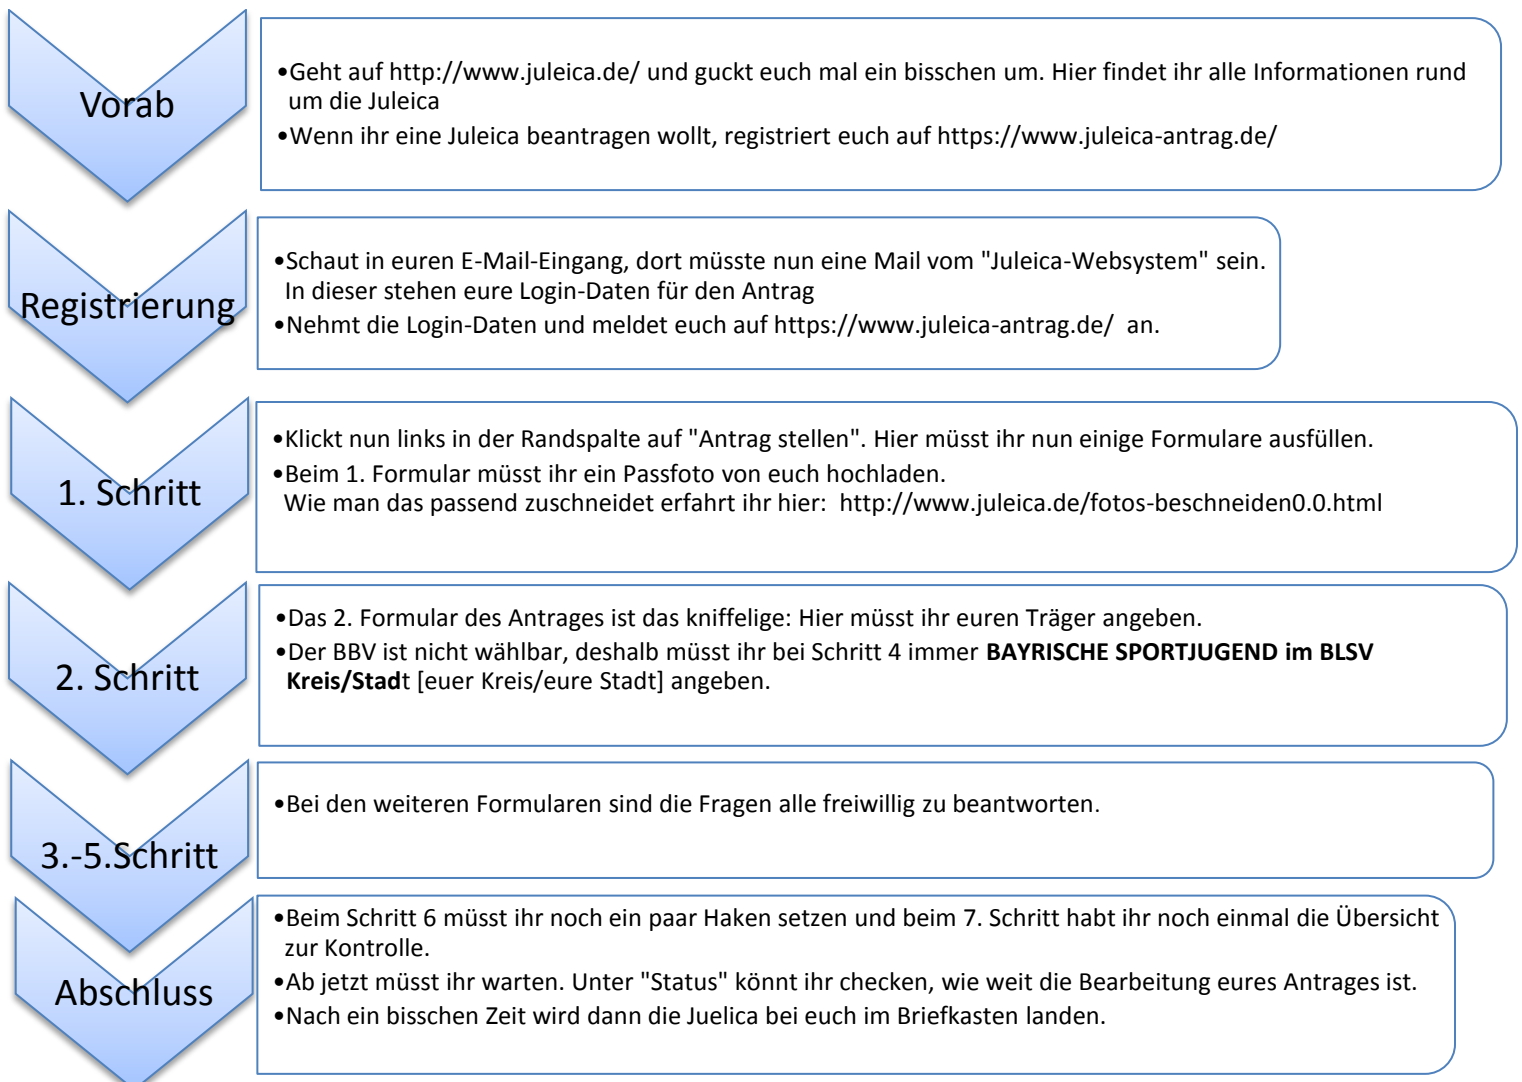 Vorab
•Geht auf http://www.juleica.de/ und guckt euch mal ein bisschen um. Hier findet ihr alle Informationen rund
um die Juleica
•Wenn ihr eine Juleica beantragen wollt, registriert euch auf https://www.juleica-antrag.de/
Registrierung
•Schaut in euren E-Mail-Eingang, dort müsste nun eine Mail vom "Juleica-Websystem" sein.
In dieser stehen eure Login-Daten für den Antrag
•Nehmt die Login-Daten und meldet euch auf https://www.juleica-antrag.de/ an.
1. Schritt
•Klickt nun links in der Randspalte auf "Antrag stellen". Hier müsst ihr nun einige Formulare ausfüllen.
•Beim 1. Formular müsst ihr ein Passfoto von euch hochladen.
Wie man das passend zuschneidet erfahrt ihr hier: http://www.juleica.de/fotos-beschneiden0.0.html
2. Schritt
•Das 2. Formular des Antrages ist das kniffelige: Hier müsst ihr euren Träger angeben.
•Der BBV ist nicht wählbar, deshalb müsst ihr bei Schritt 4 immer BAYRISCHE SPORTJUGEND im BLSV
Kreis/Stadt [euer Kreis/eure Stadt] angeben.
3.-5.Schritt
•Bei den weiteren Formularen sind die Fragen alle freiwillig zu beantworten.
Abschluss
•Beim Schritt 6 müsst ihr noch ein paar Haken setzen und beim 7. Schritt habt ihr noch einmal die Übersicht
zur Kontrolle.
•Ab jetzt müsst ihr warten. Unter "Status" könnt ihr checken, wie weit die Bearbeitung eures Antrages ist.
•Nach ein bisschen Zeit wird dann die Juelica bei euch im Briefkasten landen.